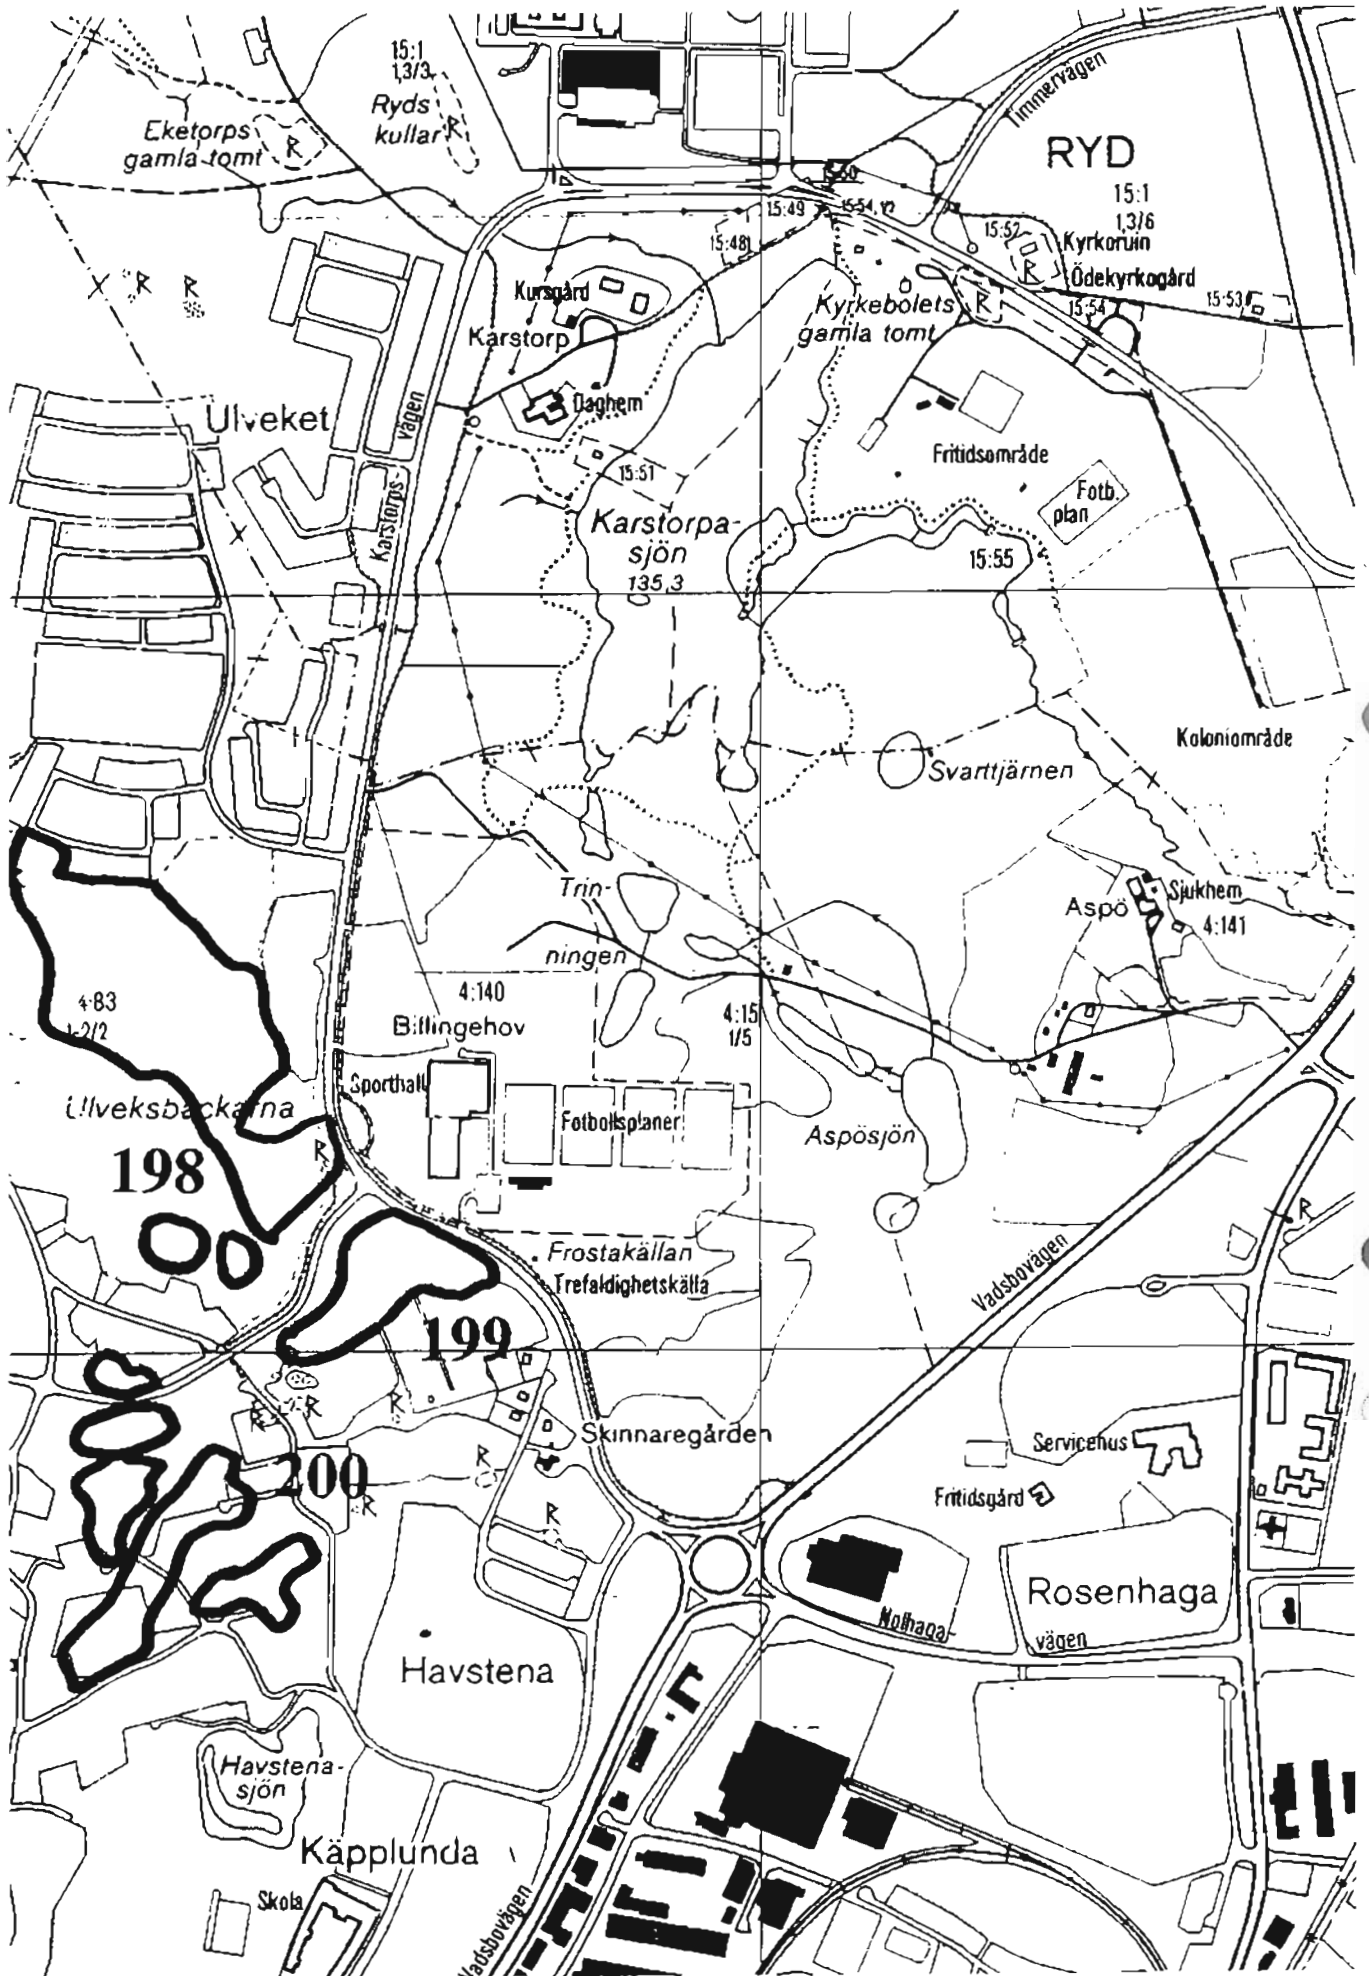 15:1
1,3/3
Ryds
kullar
R
Eketorps
gamla tomt
R
Timmervägen
RYD
15:1
1,3/6
15:49
15:48
15:52
Kyrkoruin
R
Ödekyrkogård
15:53
15:54
R
R
Kursgård
Karstorp
Kyrkebolets
gamla tomt
R
Ulveket
Daghem
Karstorps-
vägen
15:51
Fritidsområde
Fotb.
plan
Karstorpa-
sjön
135,3
15:55
Koloniområde
Svarttjärnen
Trin-
ningen
Aspö
Sjukhem
4:141
4:83
4:140
Billingehov
4:15
1/5
Sporthall
Ulveksbackarna
Fotbollsplaner
Aspösjön
198
R
R
Frostakällan
Trefaldighetskälla
Vadsbovägen
199
R
R
R
Skinnaregården
Servicehus
R
200
R
Fritidsgård
R
Rosenhaga
Nolhaga-
vägen
Havstena
Havstena-
sjön
Käpplunda
Skola
Vadsbovägen